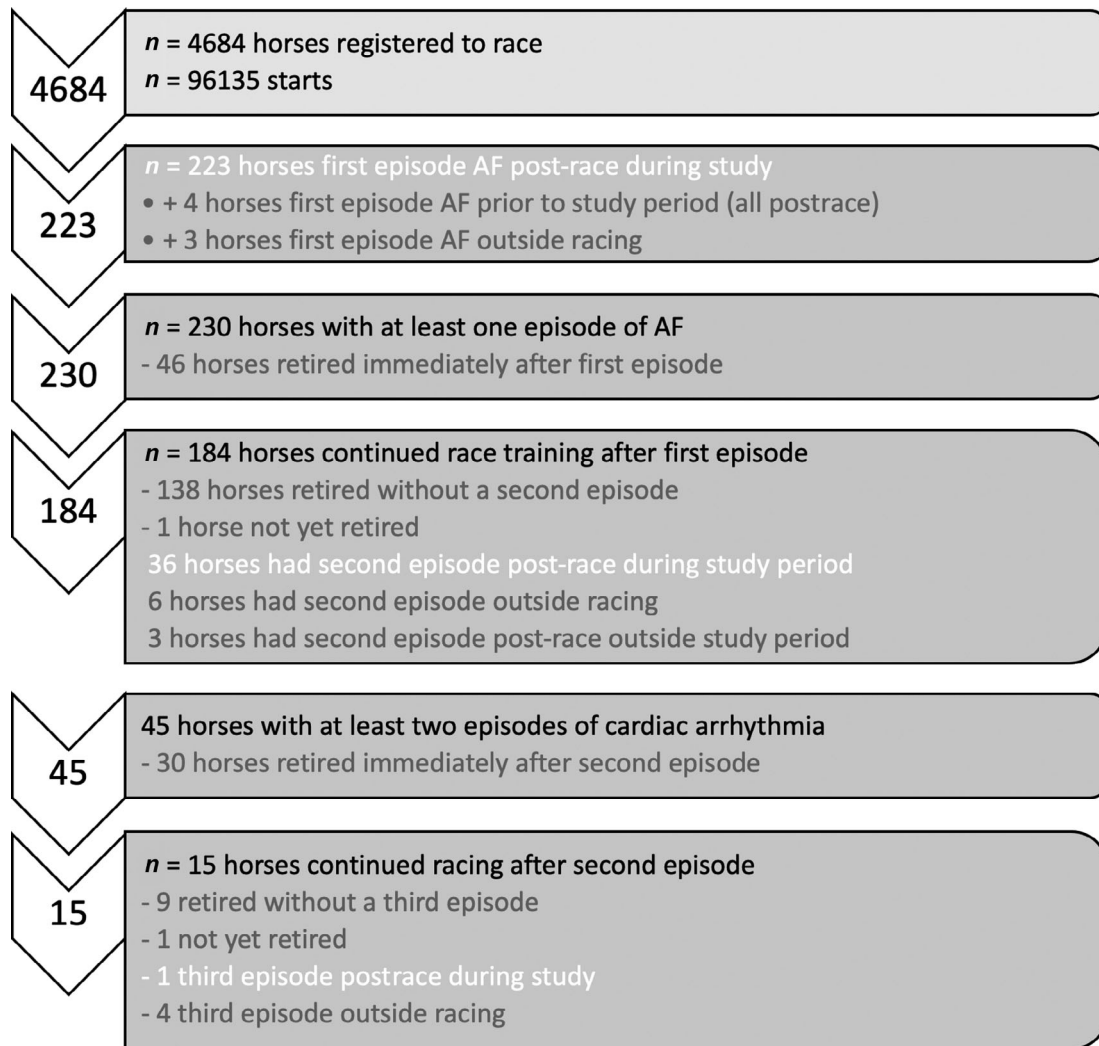 4684
n = 4684 horses registered to race
n = 96135 starts
223
n = 223 horses first episode AF post-race during study
• + 4 horses first episode AF prior to study period (all postrace)
• + 3 horses first episode AF outside racing
230
n = 230 horses with at least one episode of AF
- 46 horses retired immediately after first episode
184
n = 184 horses continued race training after first episode
- 138 horses retired without a second episode
- 1 horse not yet retired
36 horses had second episode post-race during study period
6 horses had second episode outside racing
3 horses had second episode post-race outside study period
45
45 horses with at least two episodes of cardiac arrhythmia
- 30 horses retired immediately after second episode
15
n = 15 horses continued racing after second episode
- 9 retired without a third episode
- 1 not yet retired
- 1 third episode postrace during study
- 4 third episode outside racing